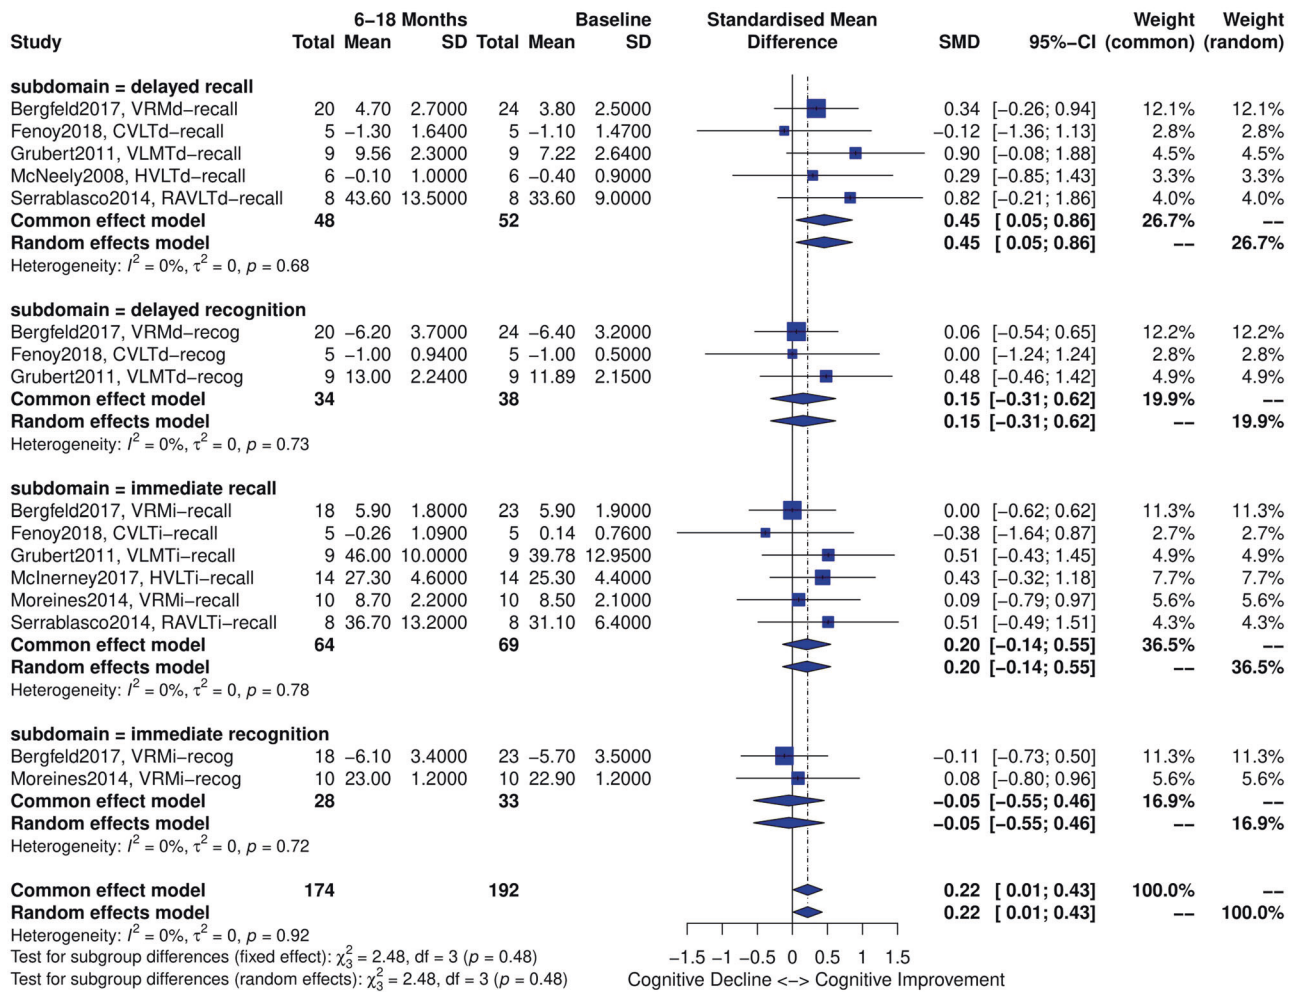 6−18 Months Baseline Standardised Mean Weight Weight
Study Total Mean SD Total Mean SD Difference SMD 95%−CI (common) (random)
subdomain = delayed recall
Bergfeld2017, VRMd−recall 20 4.70 2.7000 24 3.80 2.5000 0.34 [−0.26; 0.94] 12.1% 12.1%
Fenoy2018, CVLTd−recall 5 −1.30 1.6400 5 −1.10 1.4700 −0.12 [−1.36; 1.13] 2.8% 2.8%
Grubert2011, VLMTd−recall 9 9.56 2.3000 9 7.22 2.6400 0.90 [−0.08; 1.88] 4.5% 4.5%
McNeely2008, HVLTd−recall 6 −0.10 1.0000 6 −0.40 0.9000 0.29 [−0.85; 1.43] 3.3% 3.3%
Serrablasco2014, RAVLTd−recall 8 43.60 13.5000 8 33.60 9.0000 0.82 [−0.21; 1.86] 4.0% 4.0%
Common effect model 48 52 0.45 [ 0.05; 0.86] 26.7% −−
Random effects model 0.45 [ 0.05; 0.86] −− 26.7%
Heterogeneity: I² = 0%, τ² = 0, p = 0.68
subdomain = delayed recognition
Bergfeld2017, VRMd−recog 20 −6.20 3.7000 24 −6.40 3.2000 0.06 [−0.54; 0.65] 12.2% 12.2%
Fenoy2018, CVLTd−recog 5 −1.00 0.9400 5 −1.00 0.5000 0.00 [−1.24; 1.24] 2.8% 2.8%
Grubert2011, VLMTd−recog 9 13.00 2.2400 9 11.89 2.1500 0.48 [−0.46; 1.42] 4.9% 4.9%
Common effect model 34 38 0.15 [−0.31; 0.62] 19.9% −−
Random effects model 0.15 [−0.31; 0.62] −− 19.9%
Heterogeneity: I² = 0%, τ² = 0, p = 0.73
subdomain = immediate recall
Bergfeld2017, VRMi−recall 18 5.90 1.8000 23 5.90 1.9000 0.00 [−0.62; 0.62] 11.3% 11.3%
Fenoy2018, CVLTi−recall 5 −0.26 1.0900 5 0.14 0.7600 −0.38 [−1.64; 0.87] 2.7% 2.7%
Grubert2011, VLMTi−recall 9 46.00 10.0000 9 39.78 12.9500 0.51 [−0.43; 1.45] 4.9% 4.9%
McInerney2017, HVLTi−recall 14 27.30 4.6000 14 25.30 4.4000 0.43 [−0.32; 1.18] 7.7% 7.7%
Moreines2014, VRMi−recall 10 8.70 2.2000 10 8.50 2.1000 0.09 [−0.79; 0.97] 5.6% 5.6%
Serrablasco2014, RAVLTi−recall 8 36.70 13.2000 8 31.10 6.4000 0.51 [−0.49; 1.51] 4.3% 4.3%
Common effect model 64 69 0.20 [−0.14; 0.55] 36.5% −−
Random effects model 0.20 [−0.14; 0.55] −− 36.5%
Heterogeneity: I² = 0%, τ² = 0, p = 0.78
subdomain = immediate recognition
Bergfeld2017, VRMi−recog 18 −6.10 3.4000 23 −5.70 3.5000 −0.11 [−0.73; 0.50] 11.3% 11.3%
Moreines2014, VRMi−recog 10 23.00 1.2000 10 22.90 1.2000 0.08 [−0.80; 0.96] 5.6% 5.6%
Common effect model 28 33 −0.05 [−0.55; 0.46] 16.9% −−
Random effects model −0.05 [−0.55; 0.46] −− 16.9%
Heterogeneity: I² = 0%, τ² = 0, p = 0.72
Common effect model 174 192 0.22 [ 0.01; 0.43] 100.0% −−
Random effects model 0.22 [ 0.01; 0.43] −− 100.0%
Heterogeneity: I² = 0%, τ² = 0, p = 0.92
Test for subgroup differences (fixed effect): χ²₃ = 2.48, df = 3 (p = 0.48) −1.5 −1 −0.5 0 0.5 1 1.5
Test for subgroup differences (random effects): χ²₃ = 2.48, df = 3 (p = 0.48) Cognitive Decline <−> Cognitive Improvement